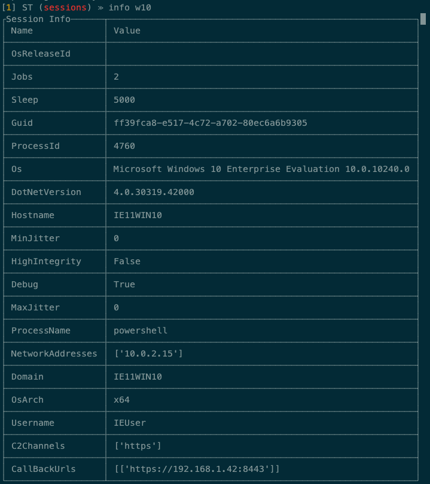 [1] ST (sessions) ≫ info w10
Session Info
Name Value
OsReleaseId
Jobs 2
Sleep 5000
Guid ff39fca8-e517-4c72-a702-80ec6a6b9305
ProcessId 4760
Os Microsoft Windows 10 Enterprise Evaluation 10.0.10240.0
DotNetVersion 4.0.30319.42000
Hostname IE11WIN10
MinJitter 0
HighIntegrity False
Debug True
MaxJitter 0
ProcessName powershell
NetworkAddresses ['10.0.2.15']
Domain IE11WIN10
OsArch x64
Username IEUser
C2Channels ['https']
CallBackUrls [['https://192.168.1.42:8443']]